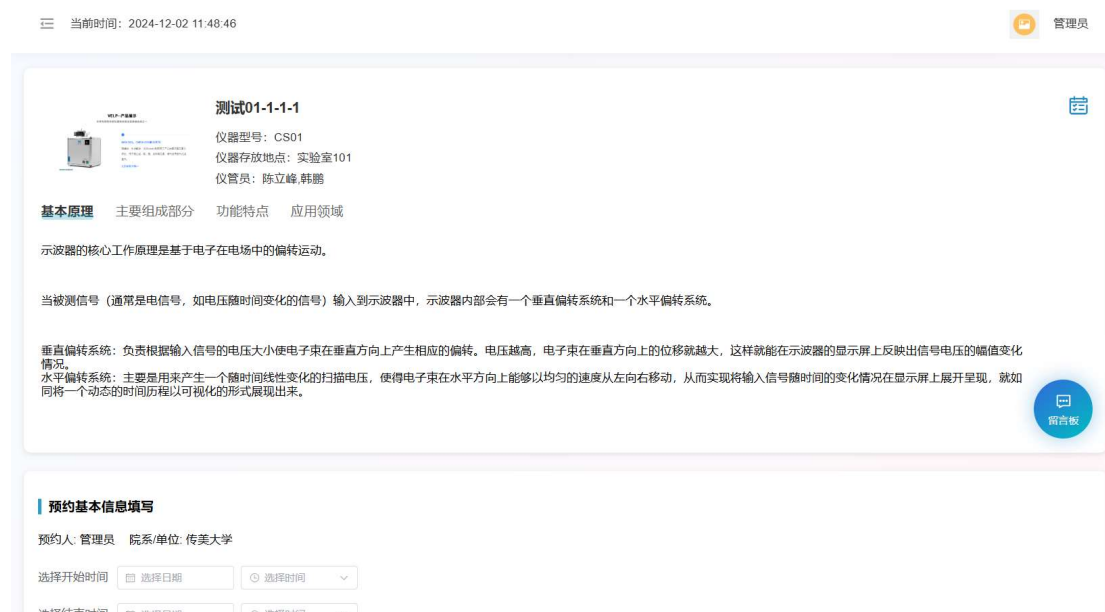 当前时间：2024-12-02 11:48:46
管理员
VELP-产品展示
测试01-1-1-1
仪器型号：CS01
仪器存放地点：实验室101
仪管员：陈立峰,韩鹏
基本原理 主要组成部分 功能特点 应用领域
示波器的核心工作原理是基于电子在电场中的偏转运动。
当被测信号（通常是电信号，如电压随时间变化的信号）输入到示波器中，示波器内部会有一个垂直偏转系统和一个水平偏转系统。
垂直偏转系统：负责根据输入信号的电压大小使电子束在垂直方向上产生相应的偏转。电压越高，电子束在垂直方向上的位移就越大，这样就能在示波器的显示屏上反映出信号电压的幅值变化
情况。
水平偏转系统：主要是用来产生一个随时间线性变化的扫描电压，使得电子束在水平方向上能够以均匀的速度从左向右移动，从而实现将输入信号随时间的变化情况在显示屏上展开呈现，就如
同将一个动态的时间历程以可视化的形式展现出来。
留言板
预约基本信息填写
预约人: 管理员 院系/单位: 传美大学
选择开始时间 选择日期 选择时间